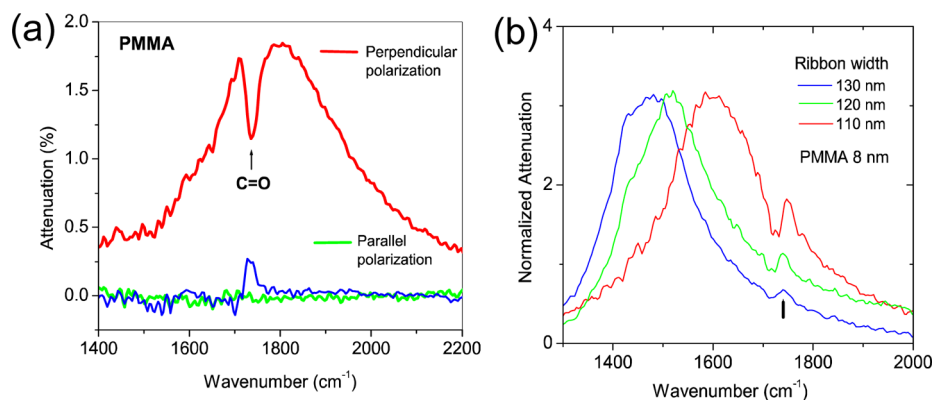 (a)
PMMA
Perpendicular
polarization
C=O
Parallel
polarization
Attenuation (%)
2.0
1.5
1.0
0.5
0.0
1400 1600 1800 2000 2200
Wavenumber (cm⁻¹)
(b)
Ribbon width
130 nm
120 nm
110 nm
PMMA 8 nm
Normalized Attenuation
4
2
0
1400 1600 1800 2000
Wavenumber (cm⁻¹)